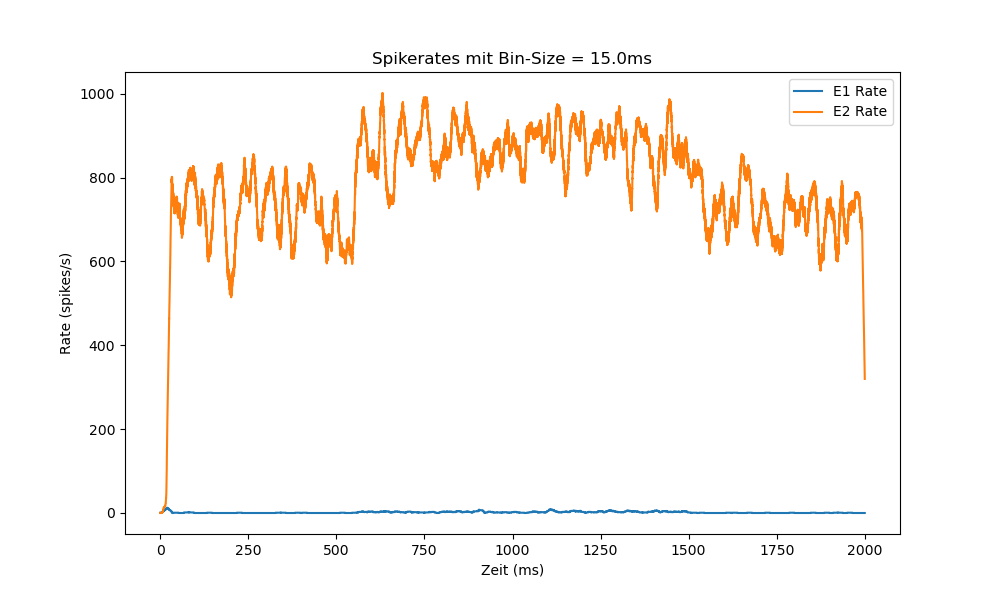 Spikerates mit Bin-Size = 15.0ms
E1 Rate
E2 Rate
Rate (spikes/s)
1000
800
600
400
200
0
0 250 500 750 1000 1250 1500 1750 2000
Zeit (ms)